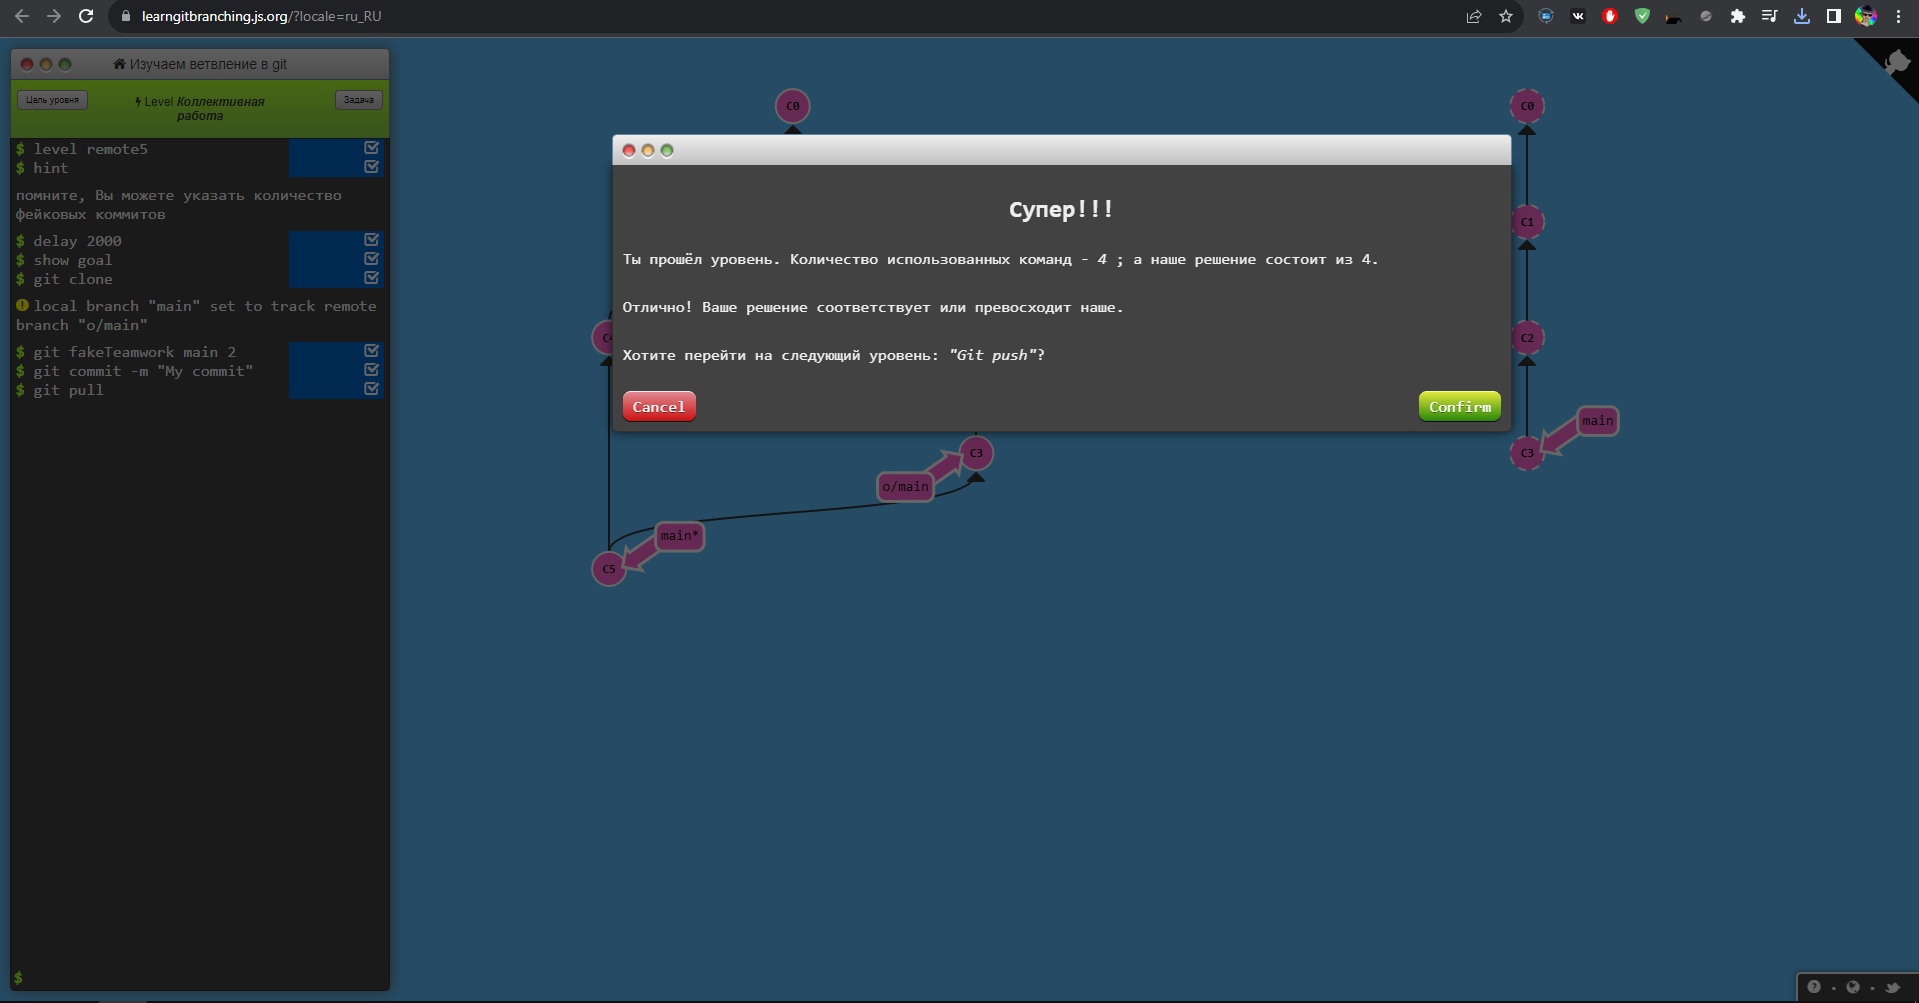 learngitbranching.js.org/?locale=ru_RU
Изучаем ветвление в git
Цель уровня
Level Коллективная
работа
Задача
$ level remote5
$ hint
помните, Вы можете указать количество
фейковых коммитов
$ delay 2000
$ show goal
$ git clone
local branch "main" set to track remote
branch "o/main"
$ git fakeTeamwork main 2
$ git commit -m "My commit"
$ git pull
$
C0
Супер!!!
Ты прошёл уровень. Количество использованных команд - 4 ; а наше решение состоит из 4.
Отлично! Ваше решение соответствует или превосходит наше.
Хотите перейти на следующий уровень: "Git push"?
Cancel
Confirm
C3
o/main
main*
C5
C0
C1
C2
main
C3